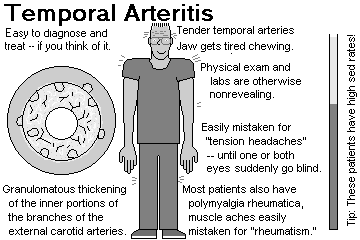 Temporal Arteritis
Easy to diagnose and
treat -- if you think of it.
Tender temporal arteries
Jaw gets tired chewing.
Physical exam and
labs are otherwise
nonrevealing.
Easily mistaken for
"tension headaches"
-- until one or both
eyes suddenly go blind.
Granulomatous thickening
of the inner portions of
the branches of the
external carotid arteries.
Most patients also have
polymyalgia rheumatica,
muscle aches easily
mistaken for "rheumatism."
Tip: These patients have high sed rates!